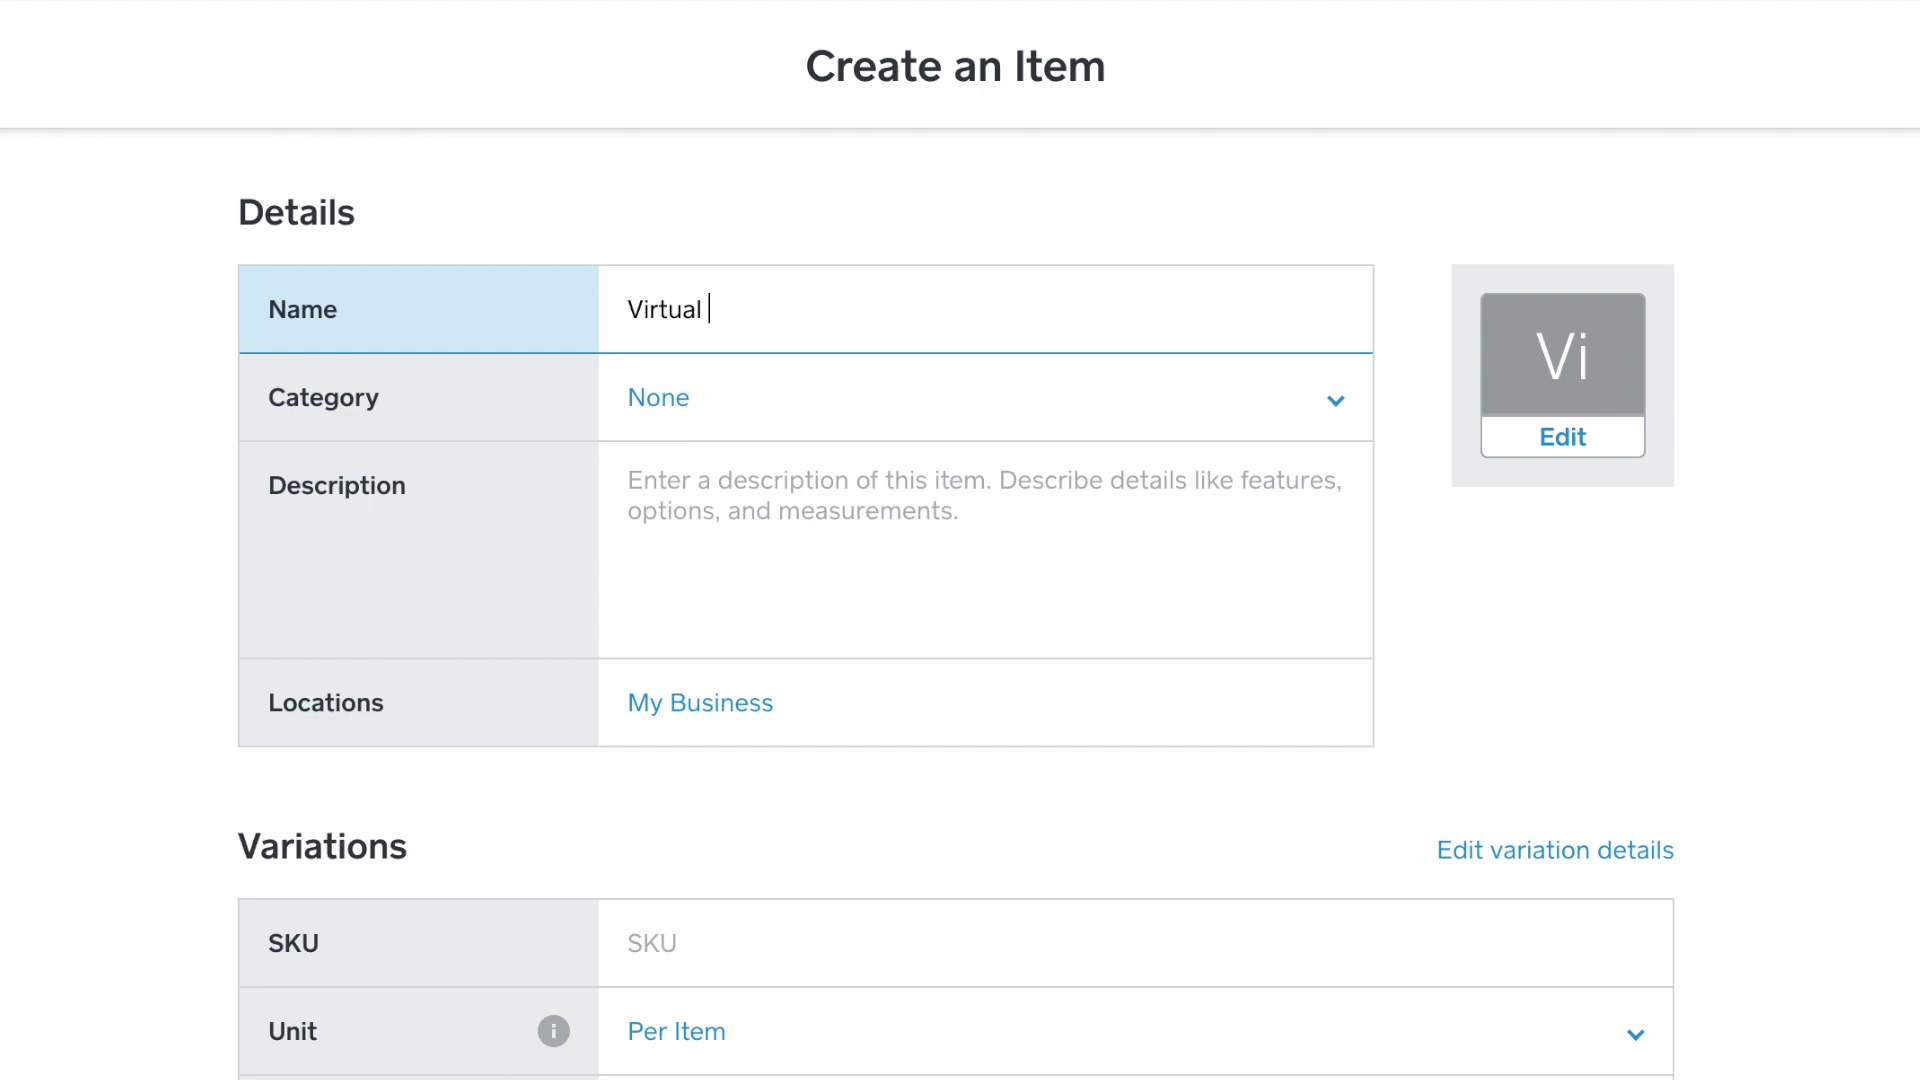 Create an Item
Details
Name
Virtual
Vi
Edit
Category
None
Description
Enter a description of this item. Describe details like features,
options, and measurements.
Locations
My Business
Variations
Edit variation details
SKU
SKU
Unit
i
Per Item